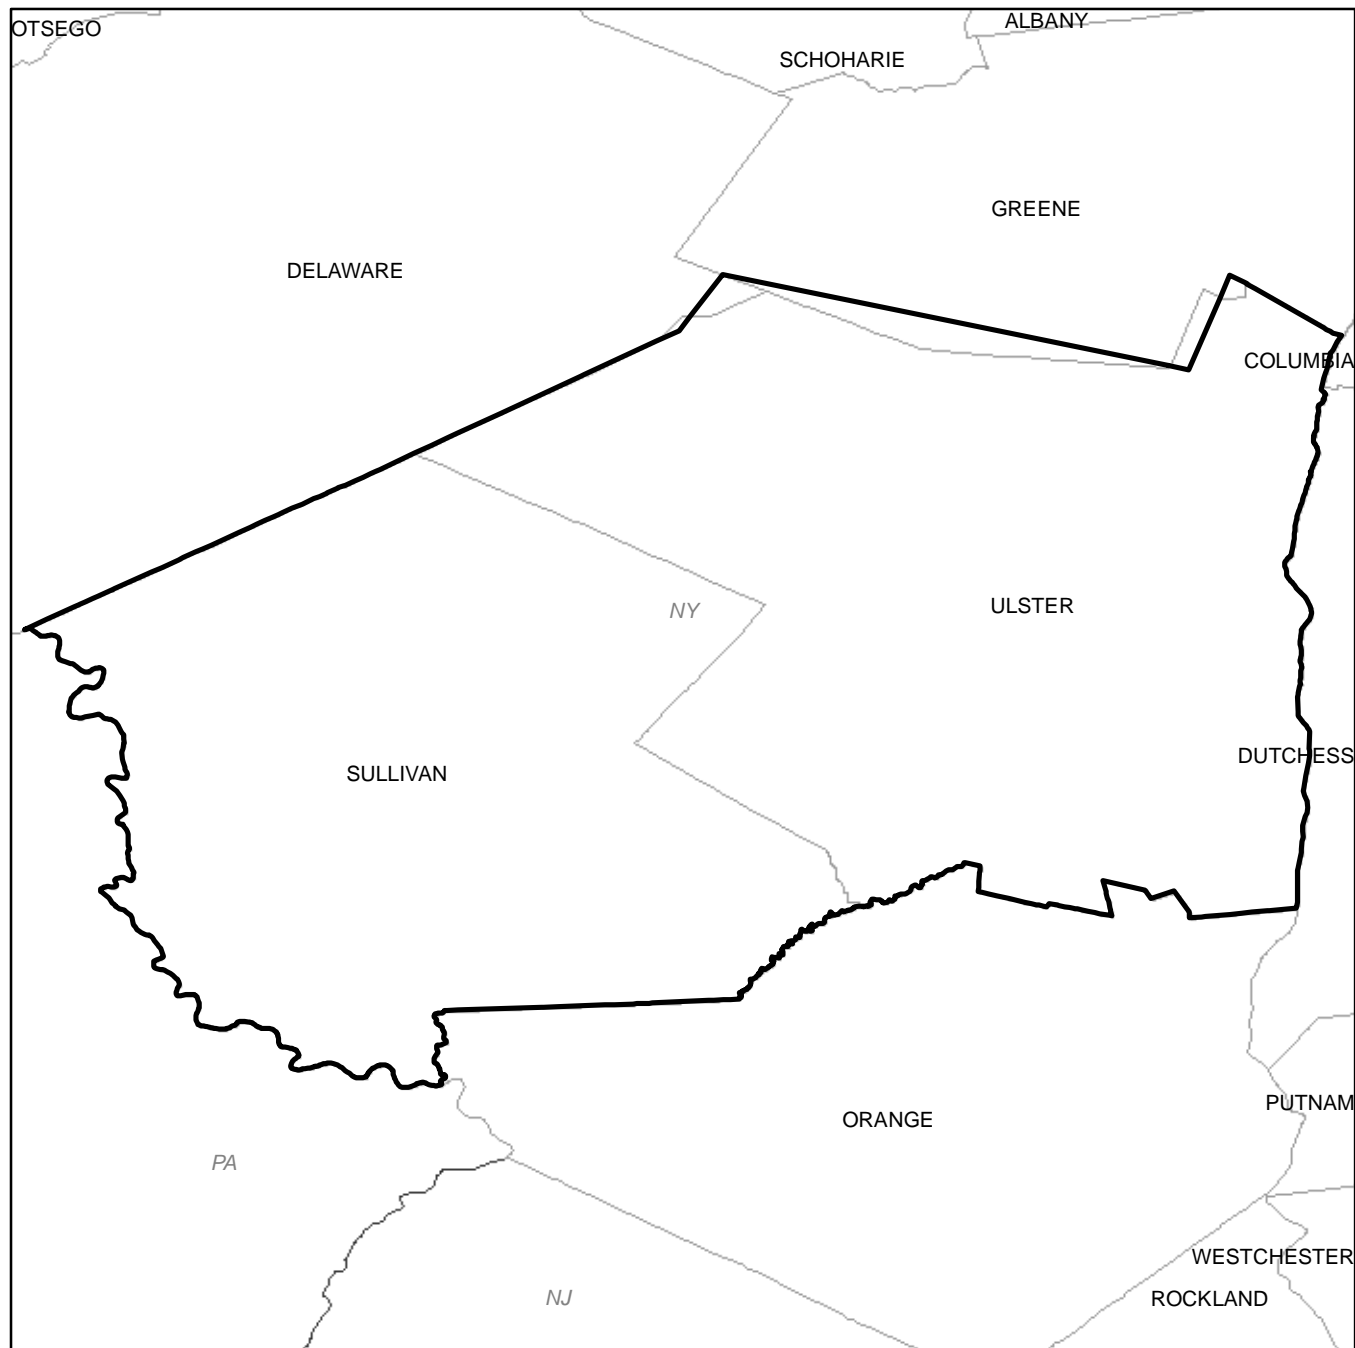 OTSEGO
ALBANY
SCHOHARIE
GREENE
DELAWARE
COLUMBIA
NY
ULSTER
DUTCHESS
SULLIVAN
PUTNAM
ORANGE
PA
WESTCHESTER
NJ
ROCKLAND